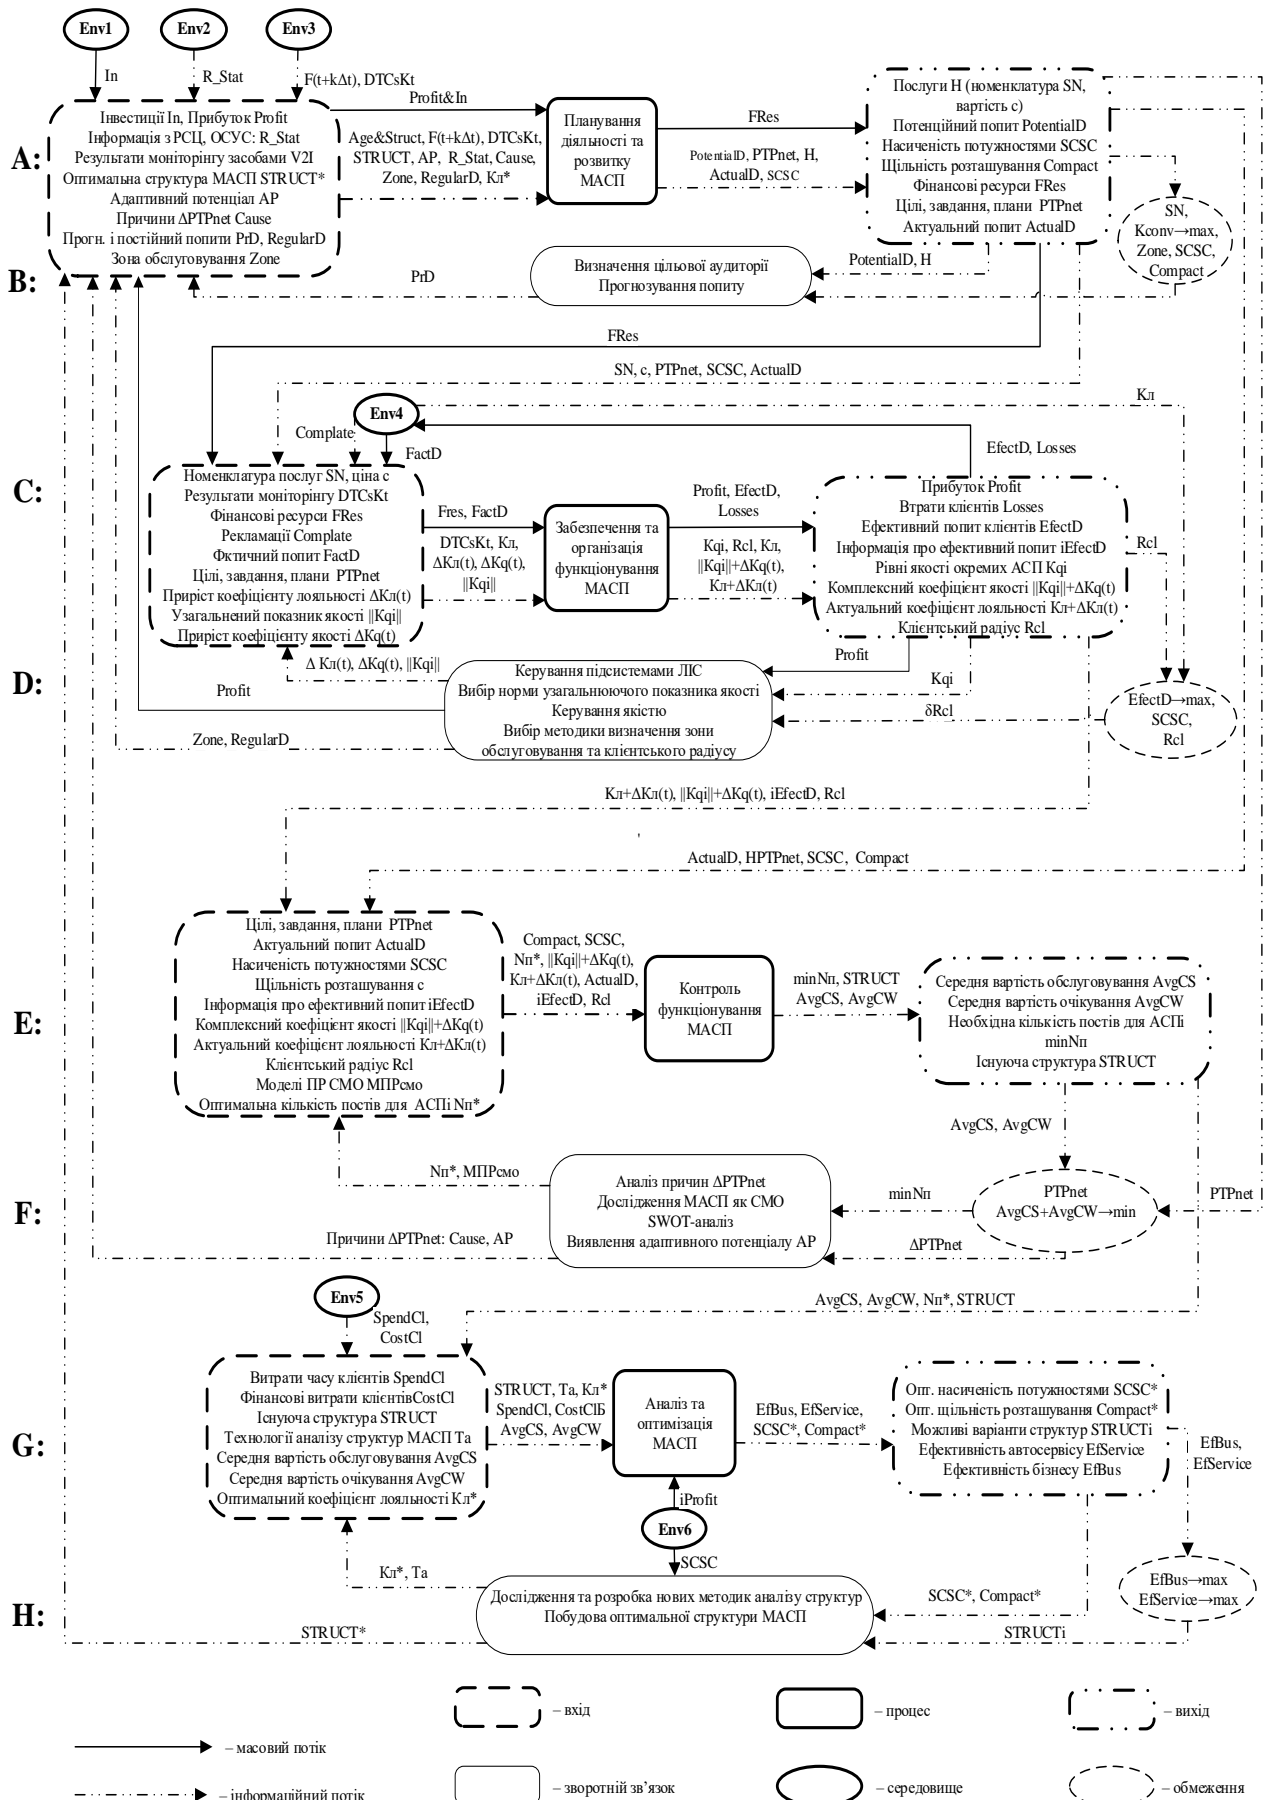 Env1
Env2
Env3
In
R_Stat
F(t+kΔt), DTCsKt
A:
Інвестиції In, Прибуток Profit
Інформація з РСЦ, ОСУС: R_Stat
Результати моніторінгу засобами V2I
Оптимальна структура МАСП STRUCT*
Адаптивний потенціал AP
Причини ΔPTPnet Cause
Прогн. і постійний попити PrD, RegularD
Зона обслуговування Zone
Profit&In
Age&Struct, F(t+kΔt), DTCsKt,
STRUCT, AP, R_Stat, Cause,
Zone, RegularD, Кл*
Планування
діяльності та
розвитку
МАСП
FRes
PotentialD, PTPnet, H,
ActualD, SCSC
Послуги H (номенклатура SN,
вартість c)
Потенційний попит PotentialD
Насиченість потужностями SCSC
Щільність розташування Compact
Фінансові ресурси FRes
Цілі, завдання, плани PTPnet
Актуальний попит ActualD
SN,
Kconv→max,
Zone, SCSC,
Compact
B:
PrD
Визначення цільової аудиторії
Прогнозування попиту
PotentialD, H
FRes
SN, c, PTPnet, SCSC, ActualD
Кл
Env4
Complate
FactD
EfectD, Losses
C:
Номенклатура послуг SN, ціна c
Результати моніторінгу DTCsKt
Фінансові ресурси FRes
Рекламації Complate
Фктичний попит FactD
Цілі, завдання, плани PTPnet
Приріст коефіцієнту лояльності ΔКл(t)
Узагальнений показник якості ||Kqi||
Приріст коефіцієнту якості ΔKq(t)
Fres, FactD
DTCsKt, Кл,
ΔКл(t), ΔKq(t),
||Kqi||
Забезпечення та
організація
функціонування
МАСП
Profit, EfectD,
Losses
Kqi, Rcl, Кл,
||Kqi||+ΔKq(t),
Кл+ΔКл(t)
Прибуток Profit
Втрати клієнтів Losses
Ефективний попит клієнтів EfectD
Інформація про ефективний попит iEfectD
Рівні якості окремих АСП Kqi
Комплексний коефіцієнт якості ||Kqi||+ΔKq(t)
Актуальний коефіцієнт лояльності Кл+ΔКл(t)
Клієнтський радіус Rcl
Rcl
D:
Δ Кл(t), ΔKq(t), ||Kqi||
Profit
Zone, RegularD
Керування підсистемами ЛІС
Вибір норми узагальнюючого показника якості
Керування якістю
Вибір методики визначення зони
обслуговування та клієнтського радіусу
Profit
Kqi
δRcl
EfectD→max,
SCSC,
Rcl
Кл+ΔКл(t), ||Kqi||+ΔKq(t), iEfectD, Rcl
ActualD, HPTPnet, SCSC, Compact
E:
Цілі, завдання, плани PTPnet
Актуальний попит ActualD
Насиченість потужностями SCSC
Щільність розташування c
Інформація про ефективний попит iEfectD
Комплексний коефіцієнт якості ||Kqi||+ΔKq(t)
Актуальний коефіцієнт лояльності Кл+ΔКл(t)
Клієнтський радіус Rcl
Моделі ПР СМО МПРсмо
Оптимальна кількість постів для АСПі Nп*
Compact, SCSC,
Nп*, ||Kqi||+ΔKq(t),
Кл+ΔКл(t), ActualD,
iEfectD, Rcl
Контроль
функціонування
МАСП
minNп, STRUCT
AvgCS, AvgCW
Середня вартість обслуговування AvgCS
Середня вартість очікування AvgCW
Необхідна кількість постів для АСПі
minNп
Існуюча структура STRUCT
AvgCS, AvgCW
F:
Nп*, МПРсмо
Причини ΔPTPnet: Cause, AP
Аналіз причин ΔPTPnet
Дослідження МАСП як СМО
SWOT-аналіз
Виявлення адаптивного потенціалу AP
minNп
ΔPTPnet
PTPnet
AvgCS+AvgCW→min
PTPnet
Env5
SpendCl,
CostCl
AvgCS, AvgCW, Nп*, STRUCT
G:
Витрати часу клієнтів SpendCl
Фінансові витрати клієнтівCostCl
Існуюча структура STRUCT
Технології аналізу структур МАСП Та
Середня вартість обслуговування AvgCS
Середня вартість очікування AvgCW
Оптимальний коефіцієнт лояльності Кл*
STRUCT, Ta, Кл*
SpendCl, CostClБ
AvgCS, AvgCW
Аналіз та
оптимізація
МАСП
EfBus, EfService,
SCSC*, Compact*
Опт. насиченість потужностями SCSC*
Опт. щільність розташування Compact*
Можливі варіанти структур STRUCTi
Ефективність автосервісу EfService
Ефективність бізнесу EfBus
EfBus,
EfService
iProfit
Env6
SCSC
H:
Кл*, Та
STRUCT*
Дослідження та розробка нових методик аналізу структур
Побудова оптимальної структури МАСП
SCSC*, Compact*
STRUCTi
EfBus→max
EfService→max
– вхід
– процес
– вихід
– масовий потік
– інформаційний потік
– зворотній зв’язок
– середовище
– обмеження